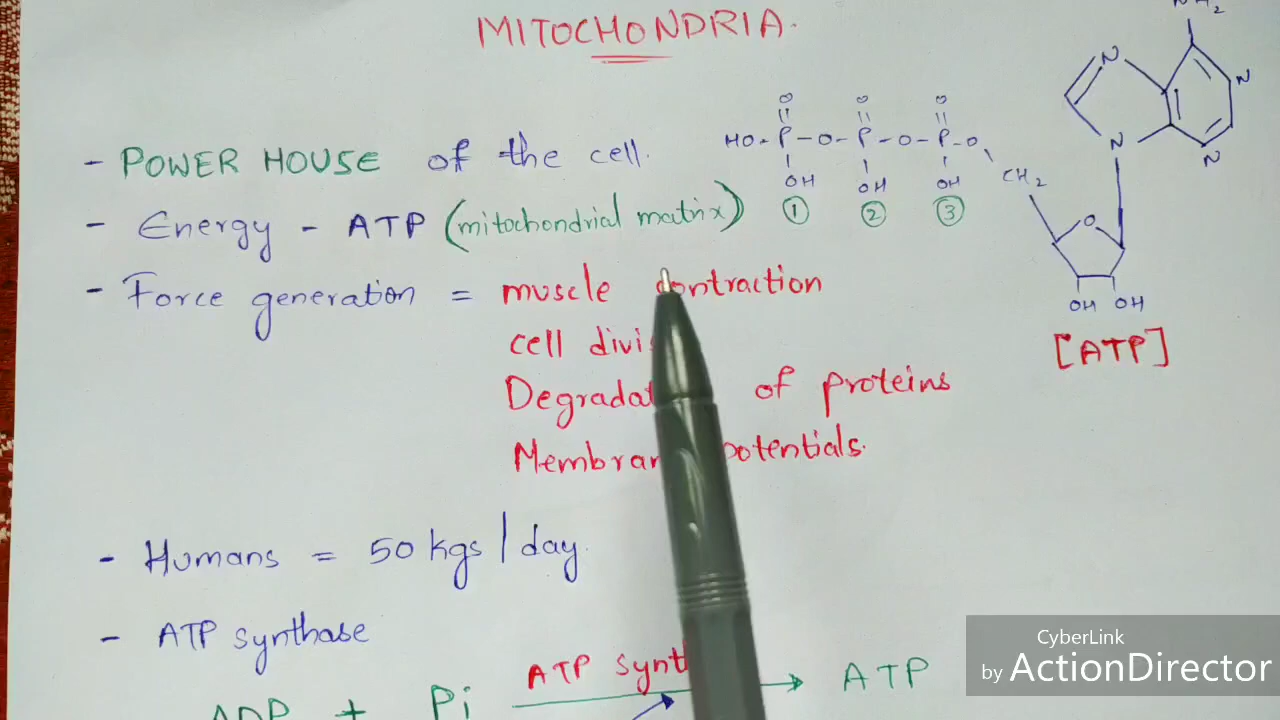 MITOCHONDRIA.
- POWER HOUSE of the cell.
- Energy - ATP (mitochondrial matrix)
- Force generation = muscle contraction
cell divi
Degradat of proteins
Membran potentials.
- Humans = 50 kgs / day.
- ATP synthase
ATP synt
ADP + Pi → ATP
NH2
N
N
N
N
O O O
HO-P-O-P-O-P-O
OH OH OH
CH2
① ② ③
O
OH OH
[ATP]
CyberLink
by ActionDirector